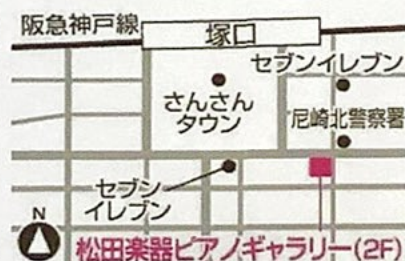 阪急神戸線
塚口
セブンイレブン
さんさん
タウン
尼崎北警察署
セブン
イレブン
N
松田楽器ピアノギャラリー(2F)